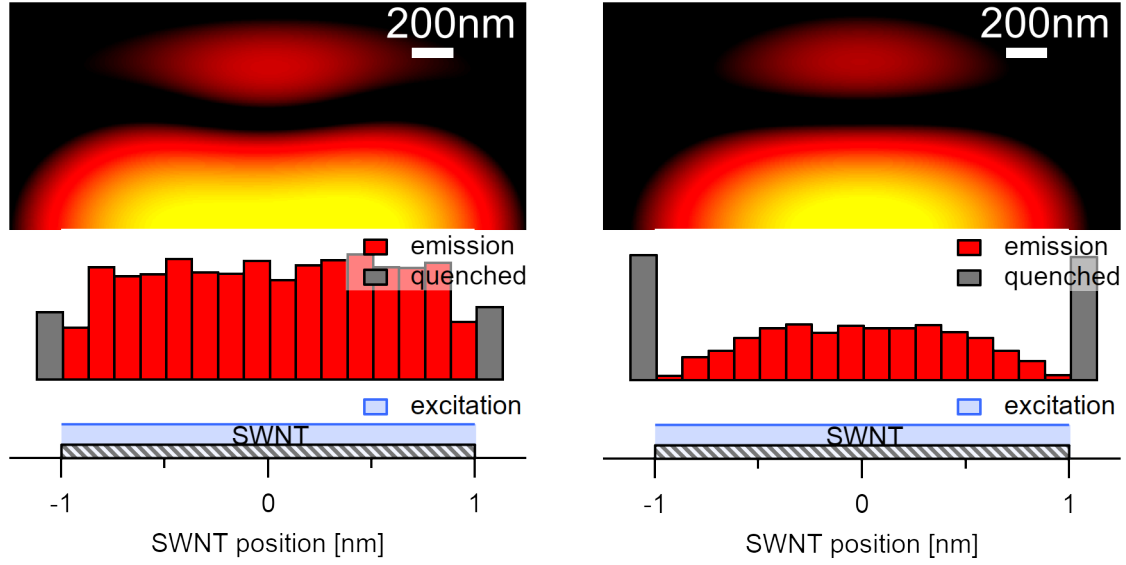 200nm
emission
quenched
excitation
SWNT
-1 0 1
SWNT position [nm]
200nm
emission
quenched
excitation
SWNT
-1 0 1
SWNT position [nm]